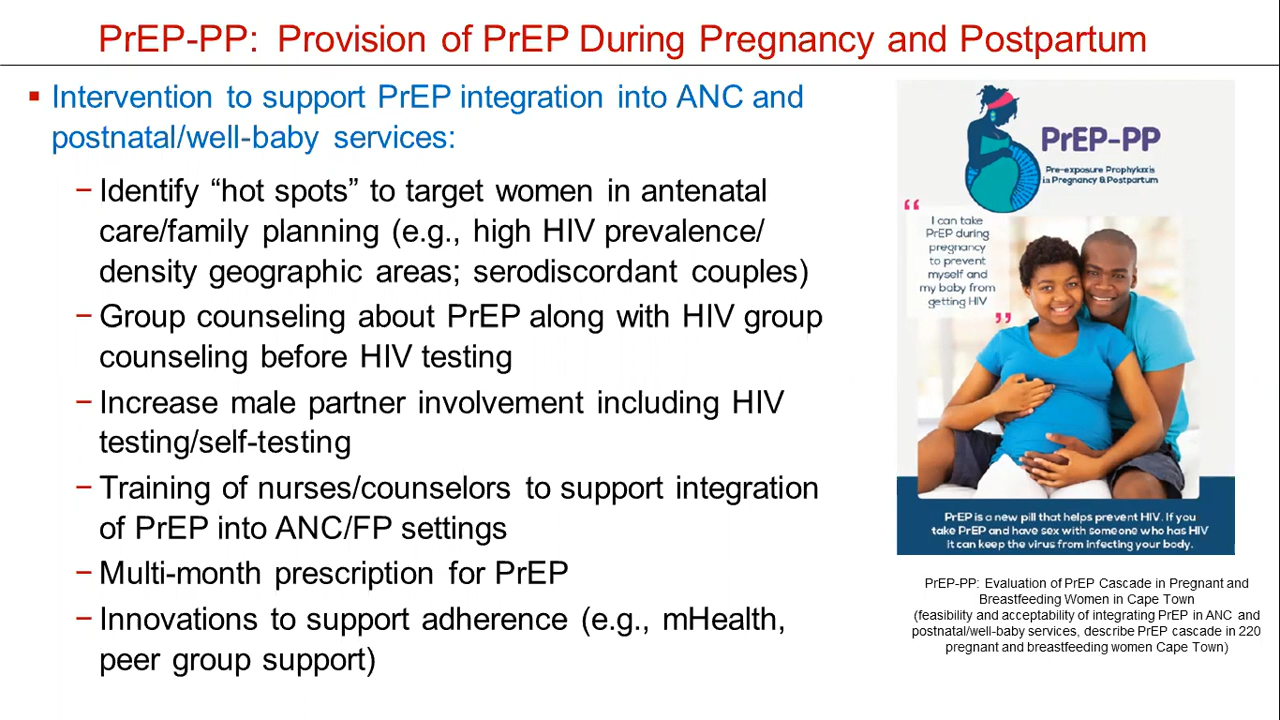 PrEP-PP: Provision of PrEP During Pregnancy and Postpartum
▪ Intervention to support PrEP integration into ANC and
postnatal/well-baby services:
− Identify “hot spots” to target women in antenatal
care/family planning (e.g., high HIV prevalence/
density geographic areas; serodiscordant couples)
− Group counseling about PrEP along with HIV group
counseling before HIV testing
− Increase male partner involvement including HIV
testing/self-testing
− Training of nurses/counselors to support integration
of PrEP into ANC/FP settings
− Multi-month prescription for PrEP
− Innovations to support adherence (e.g., mHealth,
peer group support)
PrEP-PP
Pre-exposure Prophylaxis
in Pregnancy & Postpartum
“
I can take
PrEP during
pregnancy
to prevent
myself and
my baby from
getting HIV
”
PrEP is a new pill that helps prevent HIV. If you
take PrEP and have sex with someone who has HIV
it can keep the virus from infecting your body.
PrEP-PP: Evaluation of PrEP Cascade in Pregnant and
Breastfeeding Women in Cape Town
(feasibility and acceptability of integrating PrEP in ANC and
postnatal/well-baby services, describe PrEP cascade in 220
pregnant and breastfeeding women Cape Town)